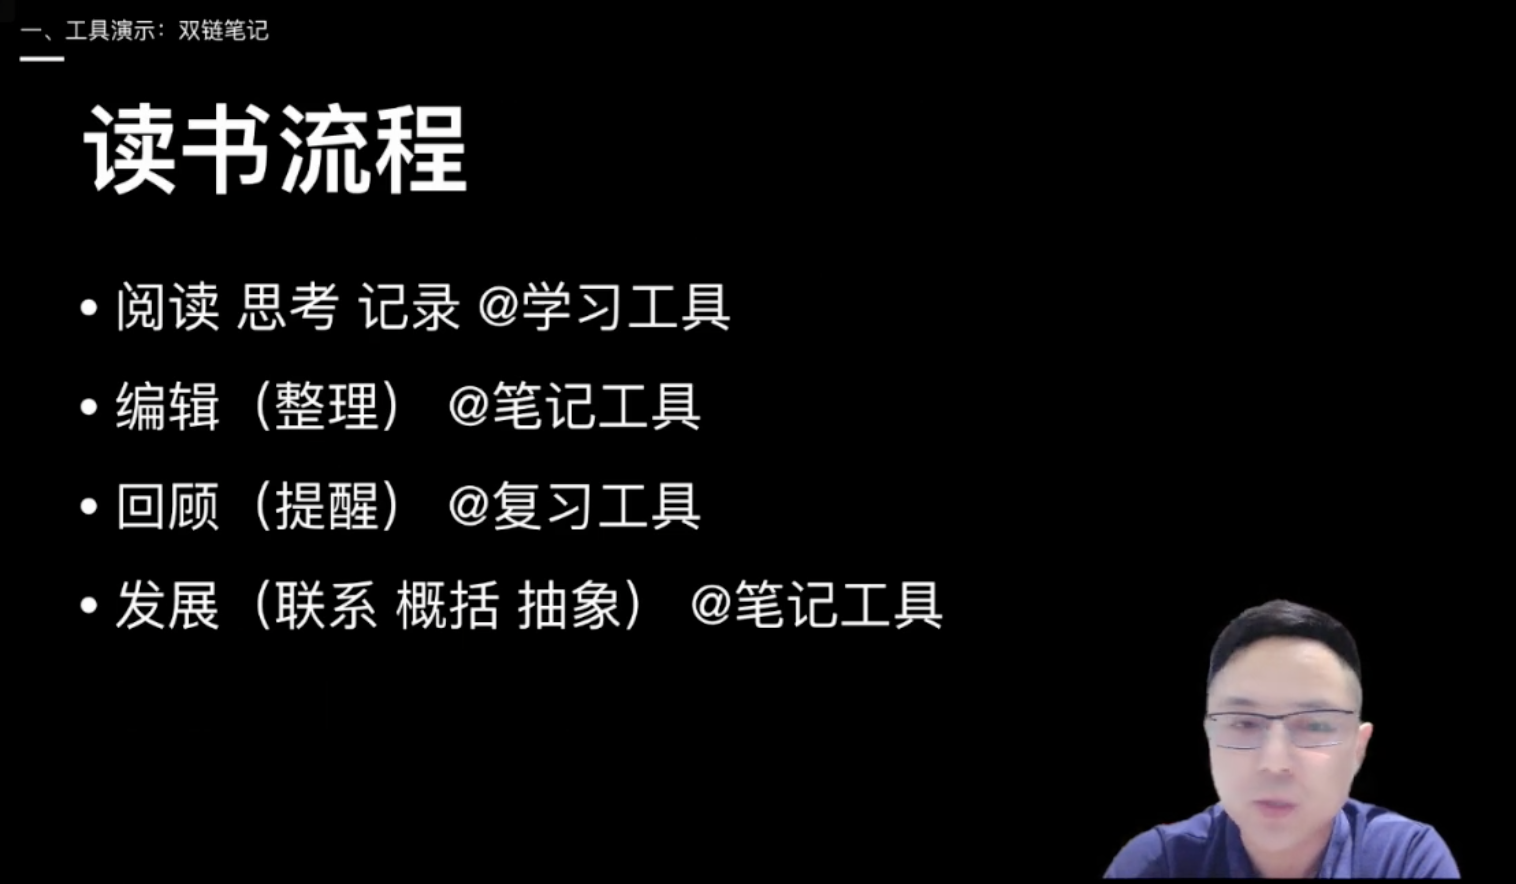 一、工具演示：双链笔记
读书流程
• 阅读 思考 记录 @学习工具
• 编辑（整理） @笔记工具
• 回顾（提醒） @复习工具
• 发展（联系 概括 抽象） @笔记工具